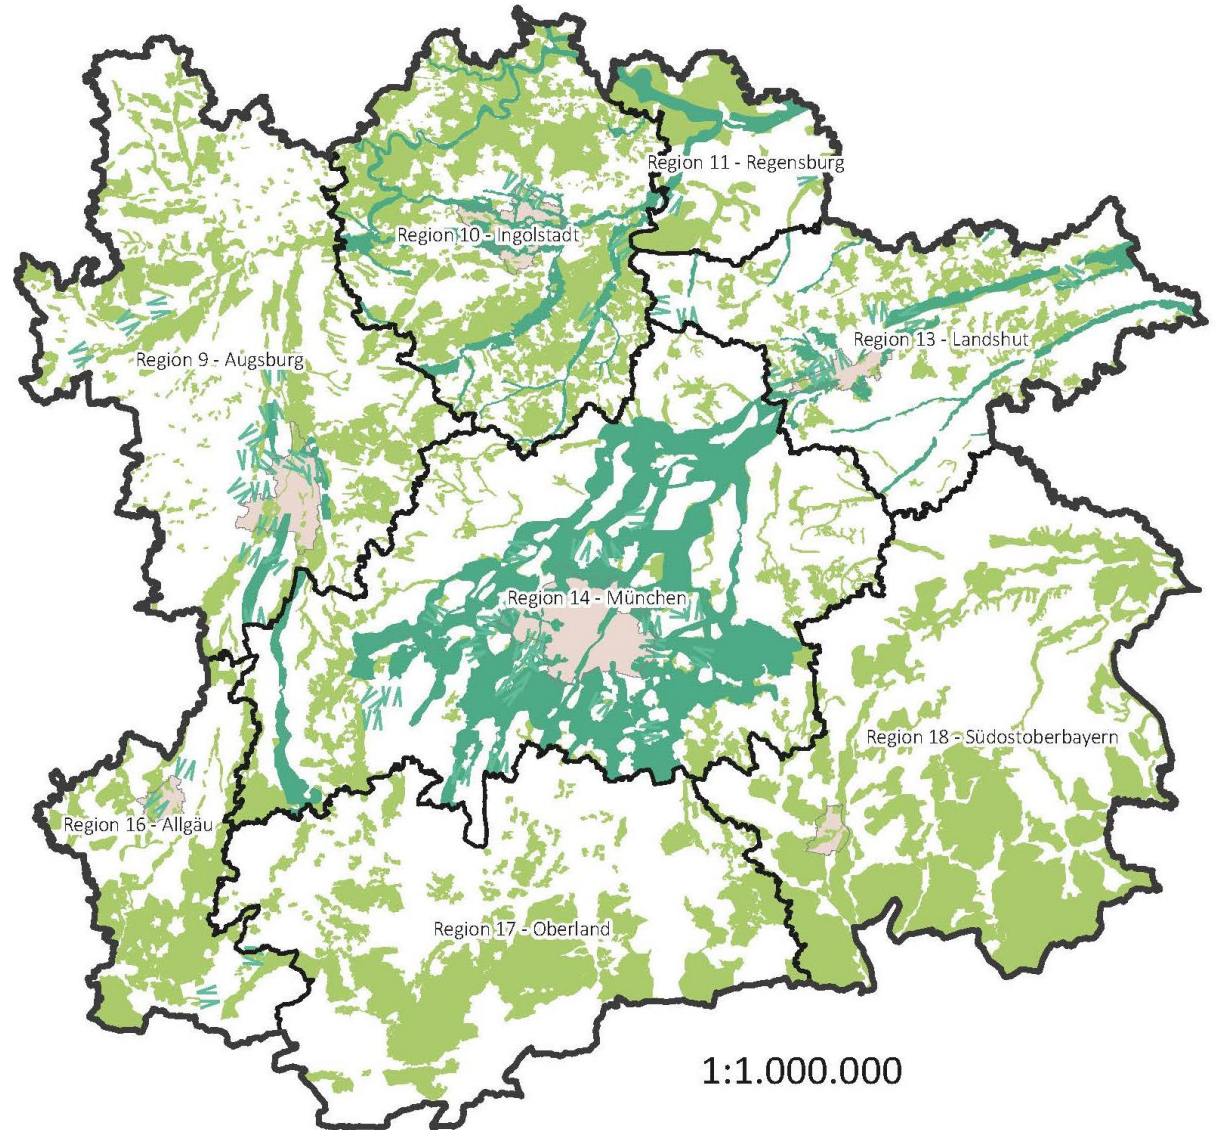 Region 11 - Regensburg
Region 10 - Ingolstadt
Region 13 - Landshut
Region 9 - Augsburg
Region 14 - München
Region 18 - Südostoberbayern
Region 16 - Allgäu
Region 17 - Oberland
1:1.000.000